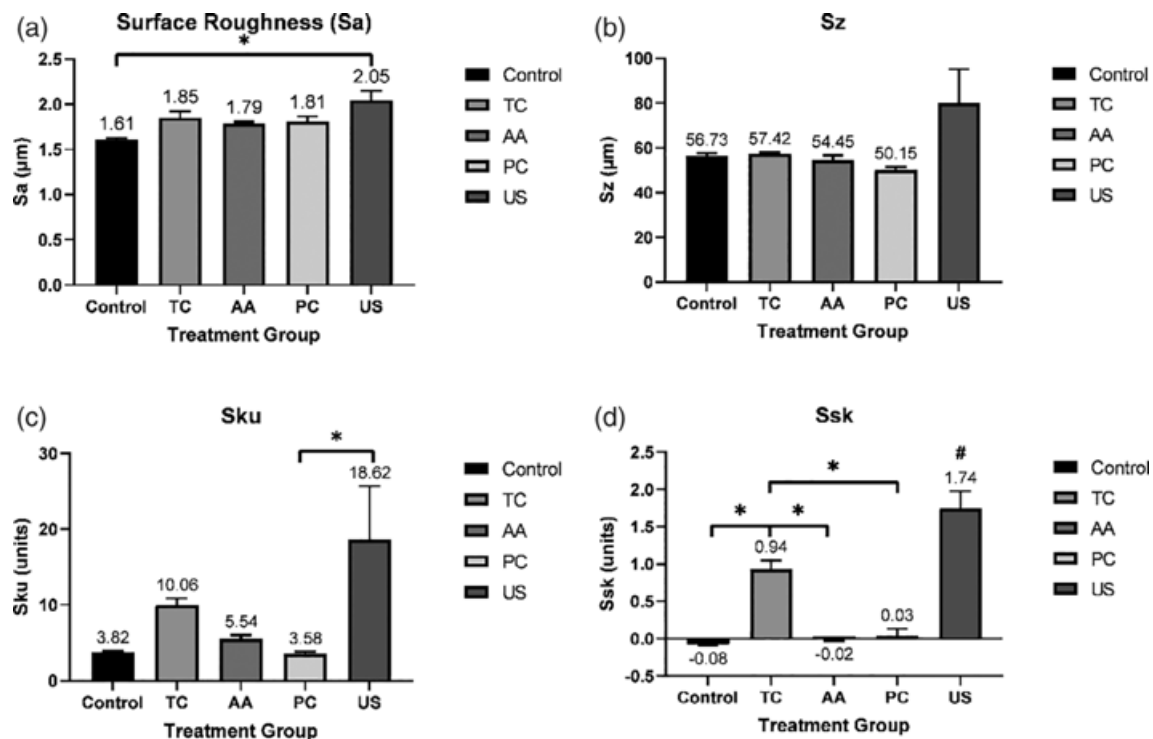 (a)
Surface Roughness (Sa)
*
2.5
2.0
1.5
1.0
0.5
0.0
Sa (µm)
1.61
1.85
1.79
1.81
2.05
Control
TC
AA
PC
US
Treatment Group
Control
TC
AA
PC
US
(b)
Sz
100
80
60
40
20
0
Sz (µm)
56.73
57.42
54.45
50.15
Control
TC
AA
PC
US
Treatment Group
Control
TC
AA
PC
US
(c)
Sku
30
20
10
0
Sku (units)
3.82
10.06
5.54
3.58
*
18.62
Control
TC
AA
PC
US
Treatment Group
Control
TC
AA
PC
US
(d)
Ssk
2.5
2.0
1.5
1.0
0.5
0.0
-0.5
Ssk (units)
-0.08
*
*
*
0.94
-0.02
0.03
#
1.74
Control
TC
AA
PC
US
Treatment Group
Control
TC
AA
PC
US